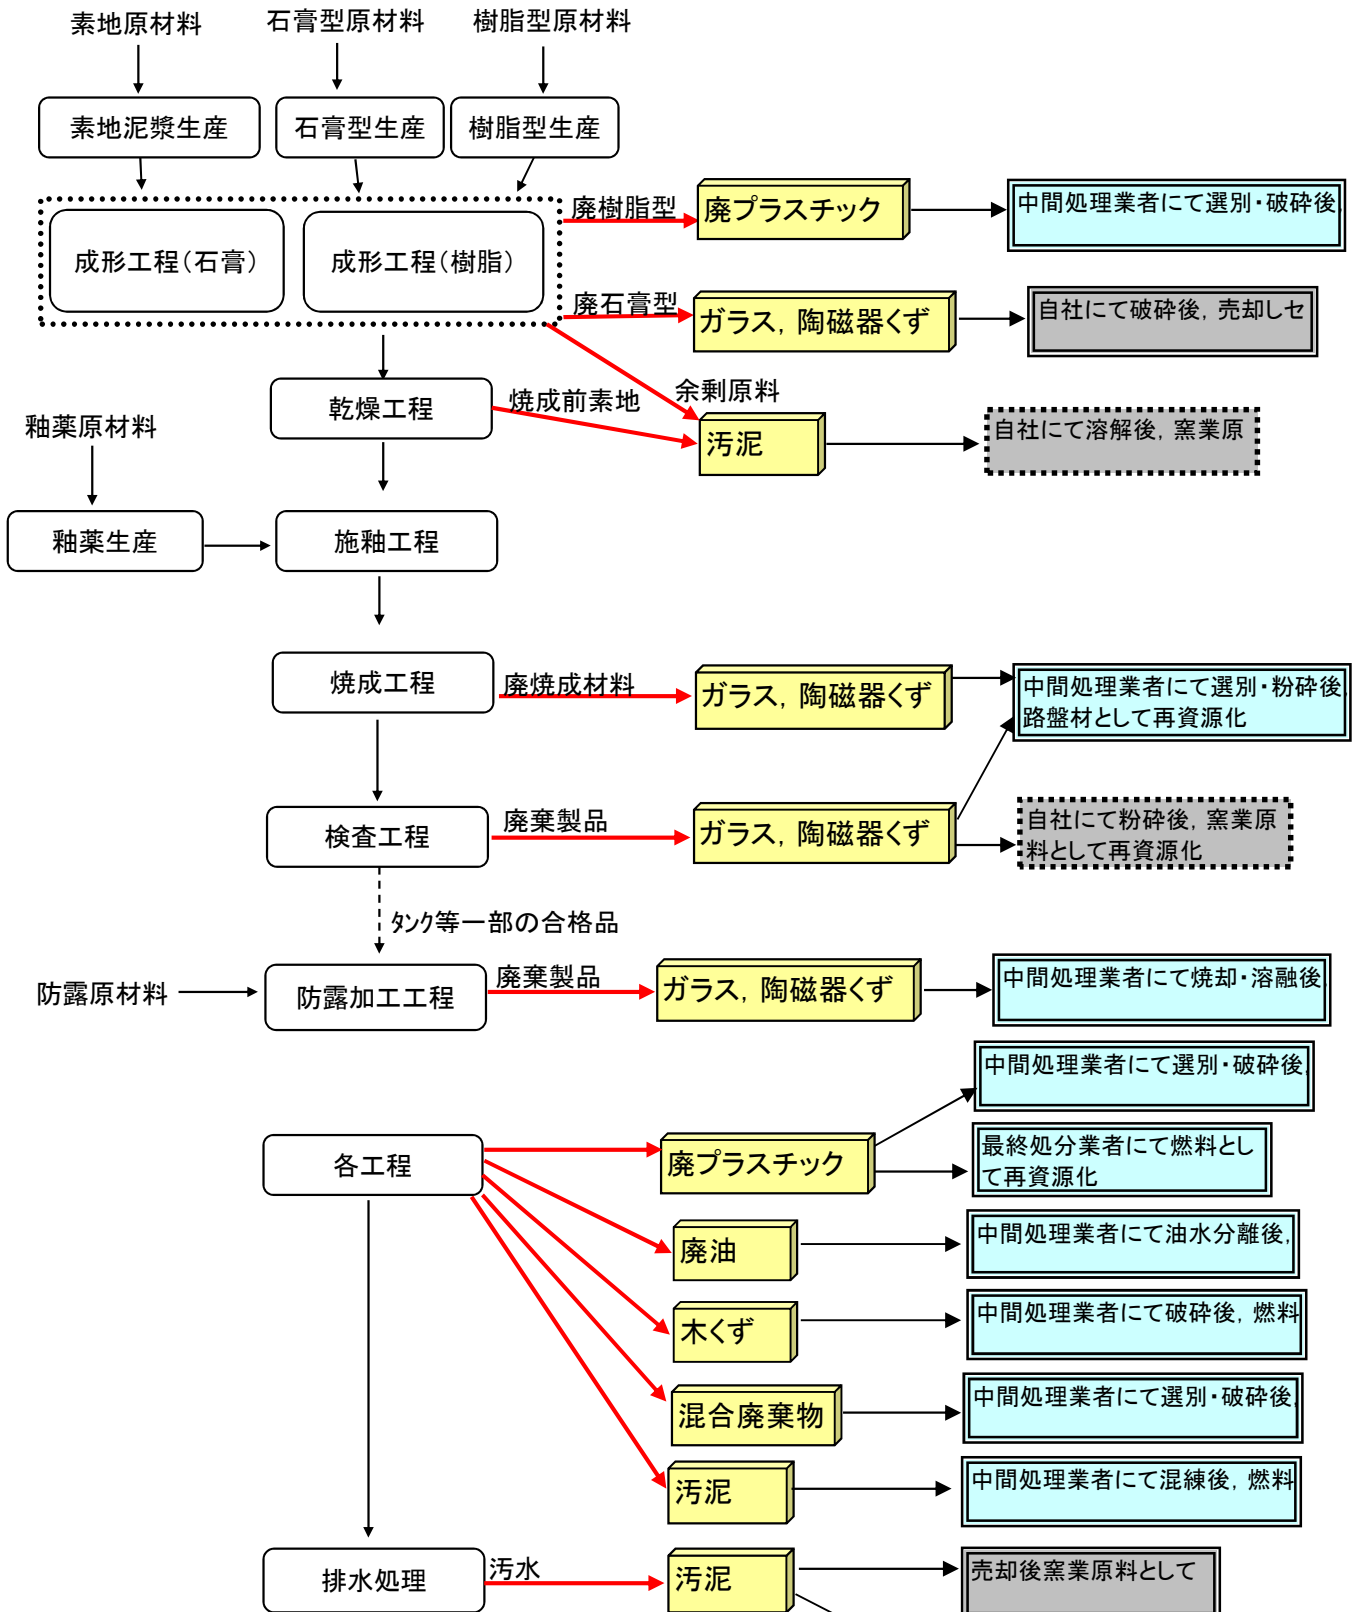 素地原材料
石膏型原材料
樹脂型原材料
素地泥漿生産
石膏型生産
樹脂型生産
廃樹脂型
廃プラスチック
中間処理業者にて選別・破砕後,
成形工程（石膏）
成形工程（樹脂）
廃石膏型
ガラス，陶磁器くず
自社にて破砕後，売却しセ
乾燥工程
焼成前素地
余剰原料
汚泥
自社にて溶解後，窯業原
釉薬原材料
釉薬生産
施釉工程
焼成工程
廃焼成材料
ガラス，陶磁器くず
中間処理業者にて選別・粉砕後,
路盤材として再資源化
検査工程
廃棄製品
ガラス，陶磁器くず
自社にて粉砕後，窯業原
料として再資源化
ﾀﾝｸ等一部の合格品
防露原材料
防露加工工程
廃棄製品
ガラス，陶磁器くず
中間処理業者にて焼却・溶融後,
中間処理業者にて選別・破砕後,
各工程
廃プラスチック
最終処分業者にて燃料とし
て再資源化
廃油
中間処理業者にて油水分離後,
木くず
中間処理業者にて破砕後，燃料
混合廃棄物
中間処理業者にて選別・破砕後,
汚泥
中間処理業者にて混練後，燃料
排水処理
汚水
汚泥
売却後窯業原料として